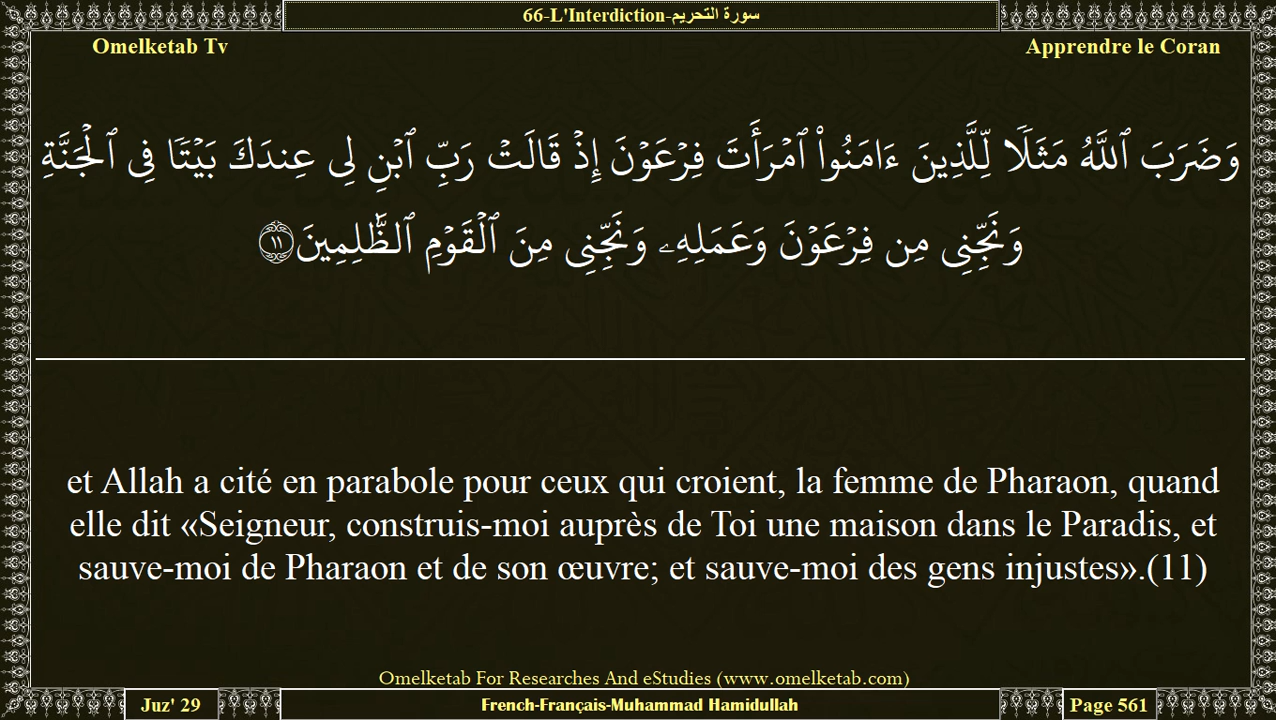 66-L'Interdiction-سورة التحريم
Omelketab Tv
Apprendre le Coran
وَضَرَبَ ٱللَّهُ مَثَلٗا لِّلَّذِينَ ءَامَنُواْ ٱمۡرَأَتَ فِرۡعَوۡنَ إِذۡ قَالَتۡ رَبِّ ٱبۡنِ لِي عِندَكَ بَيۡتٗا فِي ٱلۡجَنَّةِ
وَنَجِّنِي مِن فِرۡعَوۡنَ وَعَمَلِهِۦ وَنَجِّنِي مِنَ ٱلۡقَوۡمِ ٱلظَّٰلِمِينَ ١١
et Allah a cité en parabole pour ceux qui croient, la femme de Pharaon, quand
elle dit «Seigneur, construis-moi auprès de Toi une maison dans le Paradis, et
sauve-moi de Pharaon et de son œuvre; et sauve-moi des gens injustes».(11)
Omelketab For Researches And eStudies (www.omelketab.com)
Juz' 29
French-Français-Muhammad Hamidullah
Page 561